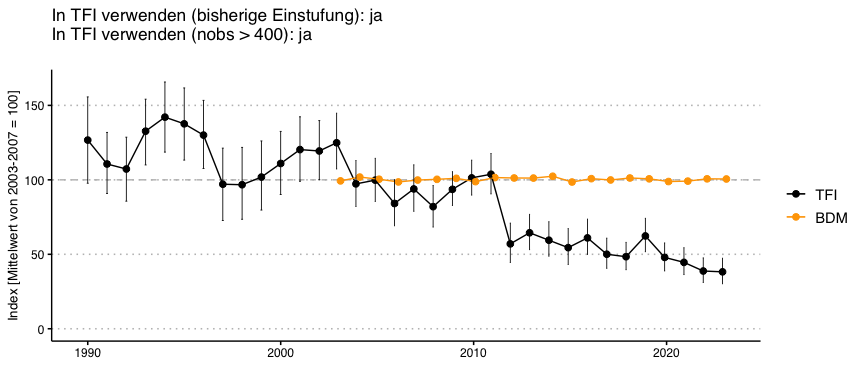 In TFI verwenden (bisherige Einstufung): ja
In TFI verwenden (nobs > 400): ja
Index [Mittelwert von 2003-2007 = 100]
150
100
50
0
1990
2000
2010
2020
TFI
BDM